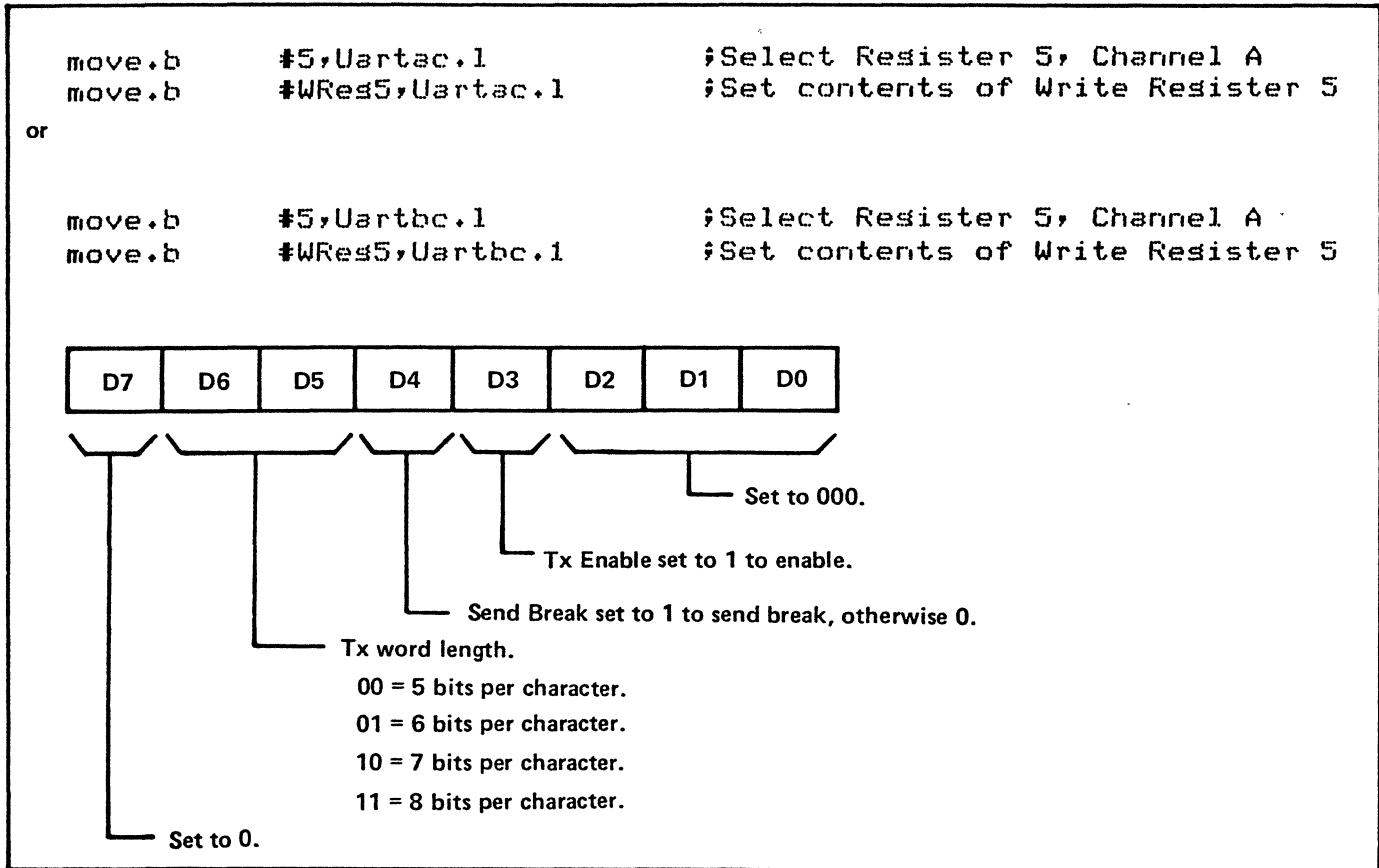 move.b #5,Uartac.l ;Select Register 5, Channel A
move.b #WReg5,Uartac.l ;Set contents of Write Register 5
or
move.b #5,Uartbc.l ;Select Register 5, Channel A
move.b #WReg5,Uartbc.l ;Set contents of Write Register 5
D7 D6 D5 D4 D3 D2 D1 D0
Set to 000.
Tx Enable set to 1 to enable.
Send Break set to 1 to send break, otherwise 0.
Tx word length.
00 = 5 bits per character.
01 = 6 bits per character.
10 = 7 bits per character.
11 = 8 bits per character.
Set to 0.